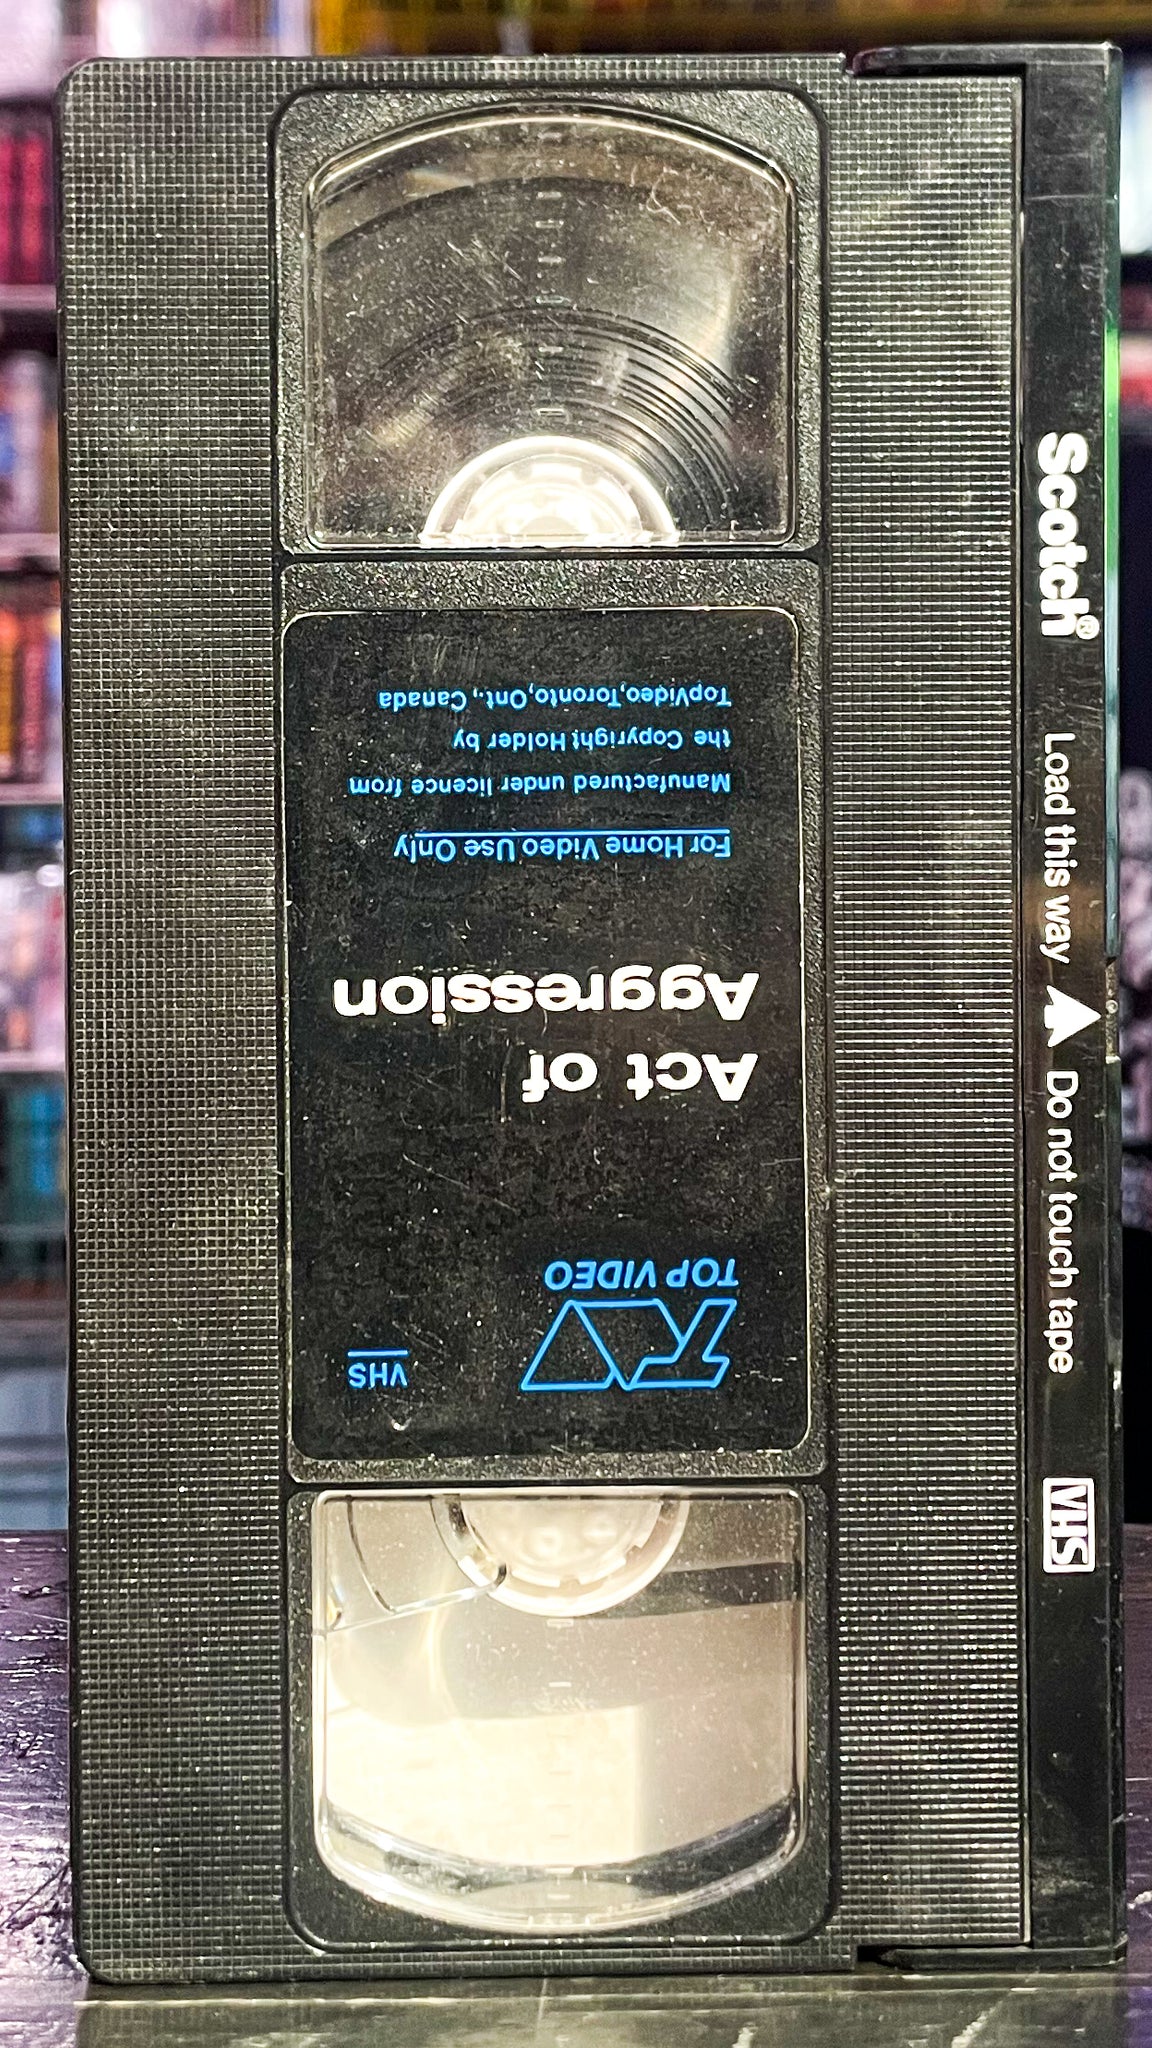 TV
TOP VIDEO
VHS
Act of
Aggression
For Home Video Use Only
Manufactured under licence from
the Copyright Holder by
TopVideo,Toronto,Ont., Canada
Scotch®
Load this way ▲ Do not touch tape
VHS